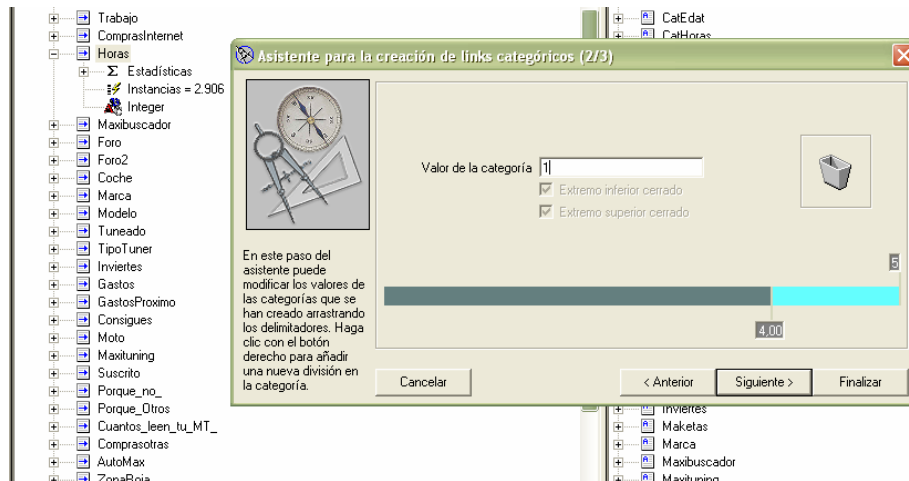 Trabajo
ComprasInternet
Horas
Estadísticas
Instancias = 2.906
Integer
Maxibuscador
Foro
Foro2
Coche
Marca
Modelo
Tuneado
TipoTuner
Inviertes
Gastos
GastosProximo
Consigues
Moto
Maxituning
Suscrito
Porque_no_
Porque_Otros
Cuantos_leen_tu_MT_
Comprasotras
AutoMax
ZonaRoja
Asistente para la creación de links categóricos (2/3)
Valor de la categoría 1
Extremo inferior cerrado
Extremo superior cerrado
5
4.00
En este paso del
asistente puede
modificar los valores de
las categorías que se
han creado arrastrando
los delimitadores. Haga
clic con el botón
derecho para añadir
una nueva división en
la categoría.
Cancelar
< Anterior
Siguiente >
Finalizar
CatEdat
CatHoras
Inviertes
Maketas
Marca
Maxibuscador
Maxituning